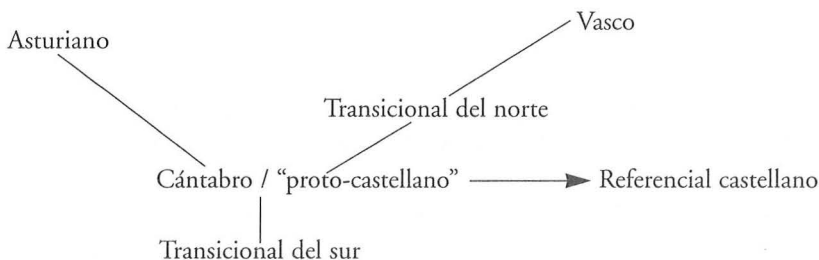 Vasco
Asturiano
Transicional del norte
Cántabro / “proto-castellano” Referencial castellano
Transicional del sur